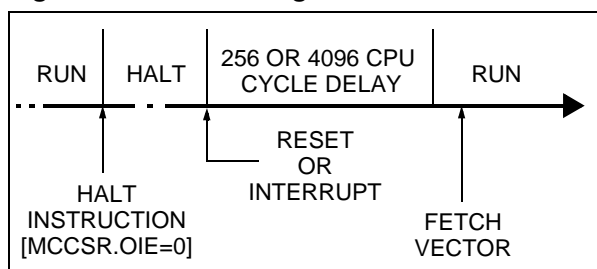 RUN
HALT
256 OR 4096 CPU
CYCLE DELAY
RUN
RESET
OR
INTERRUPT
HALT
INSTRUCTION
[MCCSR.OIE=0]
FETCH
VECTOR